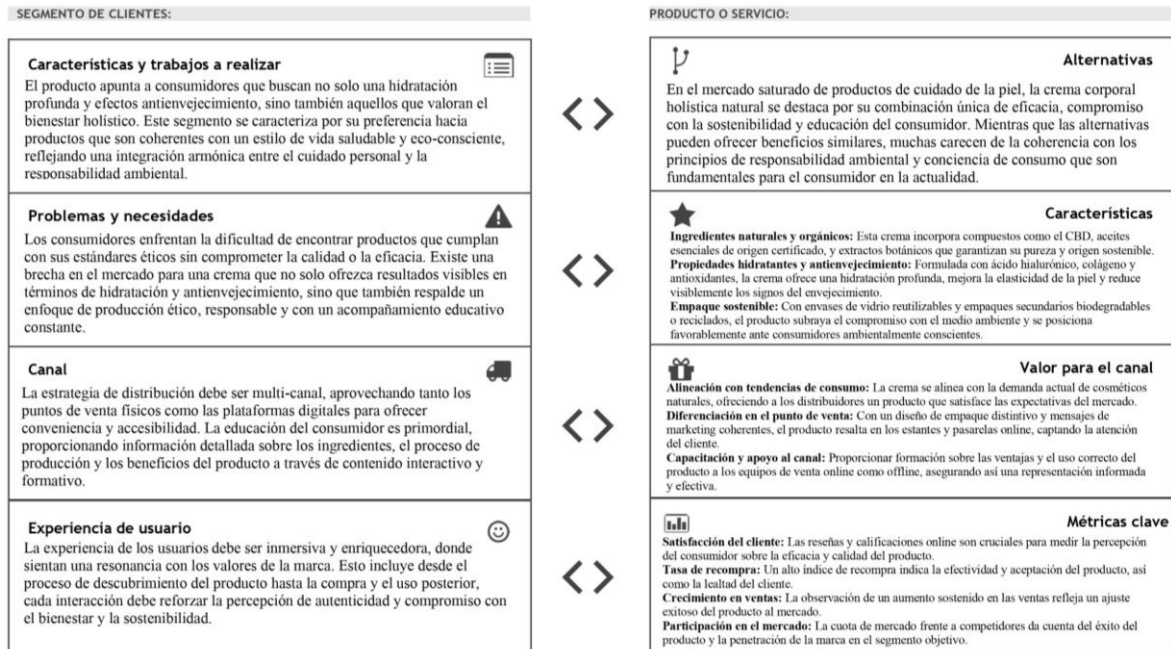 SEGMENTO DE CLIENTES:
Características y trabajos a realizar
El producto apunta a consumidores que buscan no solo una hidratación
profunda y efectos antienvejecimiento, sino también aquellos que valoran el
bienestar holístico. Este segmento se caracteriza por su preferencia hacia
productos que son coherentes con un estilo de vida saludable y eco-consciente,
reflejando una integración armónica entre el cuidado personal y la
responsabilidad ambiental.
Problemas y necesidades
Los consumidores enfrentan la dificultad de encontrar productos que cumplan
con sus estándares éticos sin comprometer la calidad o la eficacia. Existe una
brecha en el mercado para una crema que no solo ofrezca resultados visibles en
términos de hidratación y antienvejecimiento, sino que también respalde un
enfoque de producción ético, responsable y con un acompañamiento educativo
constante.
Canal
La estrategia de distribución debe ser multi-canal, aprovechando tanto los
puntos de venta físicos como las plataformas digitales para ofrecer
conveniencia y accesibilidad. La educación del consumidor es primordial,
proporcionando información detallada sobre los ingredientes, el proceso de
producción y los beneficios del producto a través de contenido interactivo y
formativo.
Experiencia de usuario
La experiencia de los usuarios debe ser inmersiva y enriquecedora, donde
sientan una resonancia con los valores de la marca. Esto incluye desde el
proceso de descubrimiento del producto hasta la compra y el uso posterior,
cada interacción debe reforzar la percepción de autenticidad y compromiso con
el bienestar y la sostenibilidad.
PRODUCTO O SERVICIO:
Alternativas
En el mercado saturado de productos de cuidado de la piel, la crema corporal
holística natural se destaca por su combinación única de eficacia, compromiso
con la sostenibilidad y educación del consumidor. Mientras que las alternativas
pueden ofrecer beneficios similares, muchas carecen de la coherencia con los
principios de responsabilidad ambiental y conciencia de consumo que son
fundamentales para el consumidor en la actualidad.
Características
Ingredientes naturales y orgánicos: Esta crema incorpora compuestos como el CBD, aceites
esenciales de origen certificado, y extractos botánicos que garantizan su pureza y origen sostenible.
Propiedades hidratantes y antienvejecimiento: Formulada con ácido hialurónico, colágeno y
antioxidantes, la crema ofrece una hidratación profunda, mejora la elasticidad de la piel y reduce
visiblemente los signos del envejecimiento.
Empaque sostenible: Con envases de vidrio reutilizables y empaques secundarios biodegradables
o reciclados, el producto subraya el compromiso con el medio ambiente y se posiciona
favorablemente ante consumidores ambientalmente conscientes.
Valor para el canal
Alineación con tendencias de consumo: La crema se alinea con la demanda actual de cosméticos
naturales, ofreciendo a los distribuidores un producto que satisface las expectativas del mercado.
Diferenciación en el punto de venta: Con un diseño de empaque distintivo y mensajes de
marketing coherentes, el producto resalta en los estantes y pasarelas online, captando la atención
del cliente.
Capacitación y apoyo al canal: Proporcionar formación sobre las ventajas y el uso correcto del
producto a los equipos de venta online como offline, asegurando así una representación informada
y efectiva.
Métricas clave
Satisfacción del cliente: Las reseñas y calificaciones online son cruciales para medir la percepción
del consumidor sobre la eficacia y calidad del producto.
Tasa de recompra: Un alto índice de recompra indica la efectividad y aceptación del producto, así
como la lealtad del cliente.
Crecimiento en ventas: La observación de un aumento sostenido en las ventas refleja un ajuste
exitoso del producto al mercado.
Participación en el mercado: La cuota de mercado frente a competidores da cuenta del éxito del
producto y la penetración de la marca en el segmento objetivo.